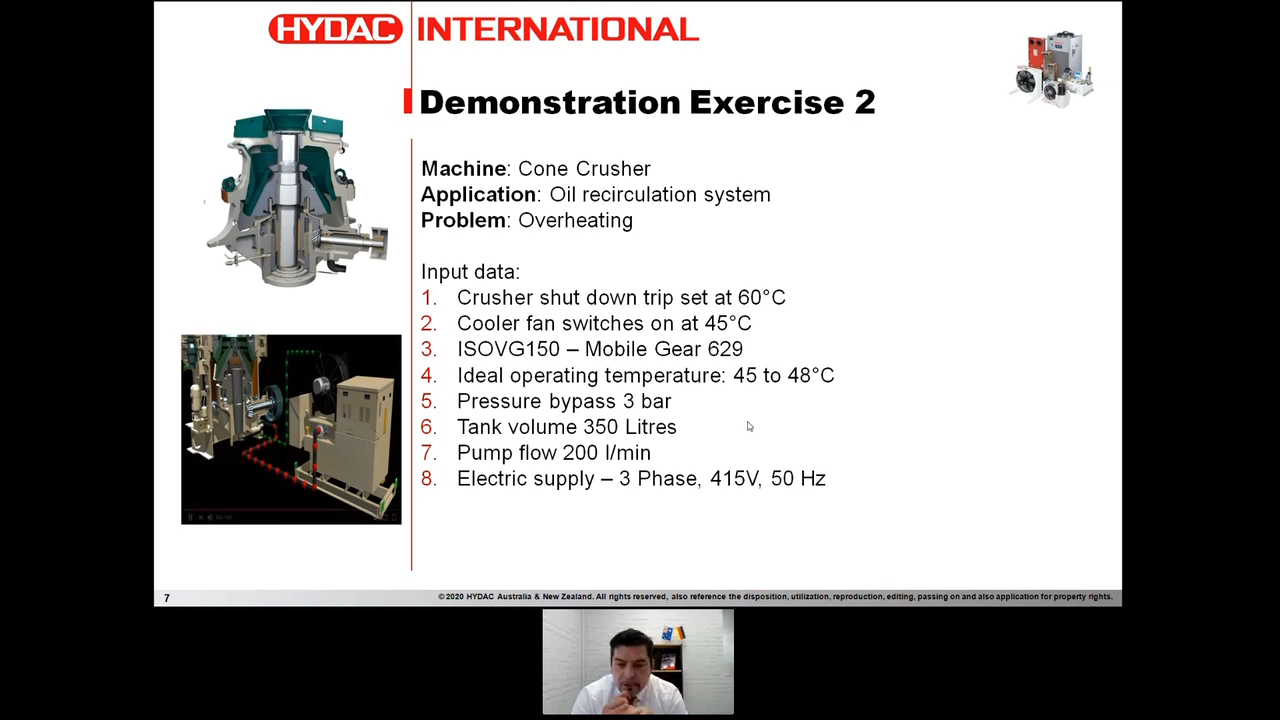 HYDAC INTERNATIONAL
Demonstration Exercise 2
Machine: Cone Crusher
Application: Oil recirculation system
Problem: Overheating
Input data:
1. Crusher shut down trip set at 60°C
2. Cooler fan switches on at 45°C
3. ISOVG150 – Mobile Gear 629
4. Ideal operating temperature: 45 to 48°C
5. Pressure bypass 3 bar
6. Tank volume 350 Litres
7. Pump flow 200 l/min
8. Electric supply – 3 Phase, 415V, 50 Hz
7
©2020 HYDAC Australia & New Zealand. All rights reserved, also reference the disposition, utilization, reproduction, editing, passing on and also application for property rights.